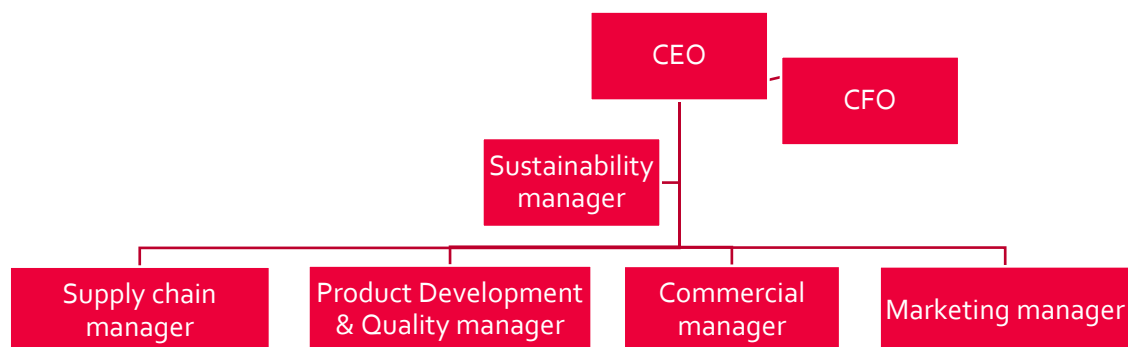 CEO
CFO
Sustainability
manager
Supply chain
manager
Product Development
& Quality manager
Commercial
manager
Marketing manager